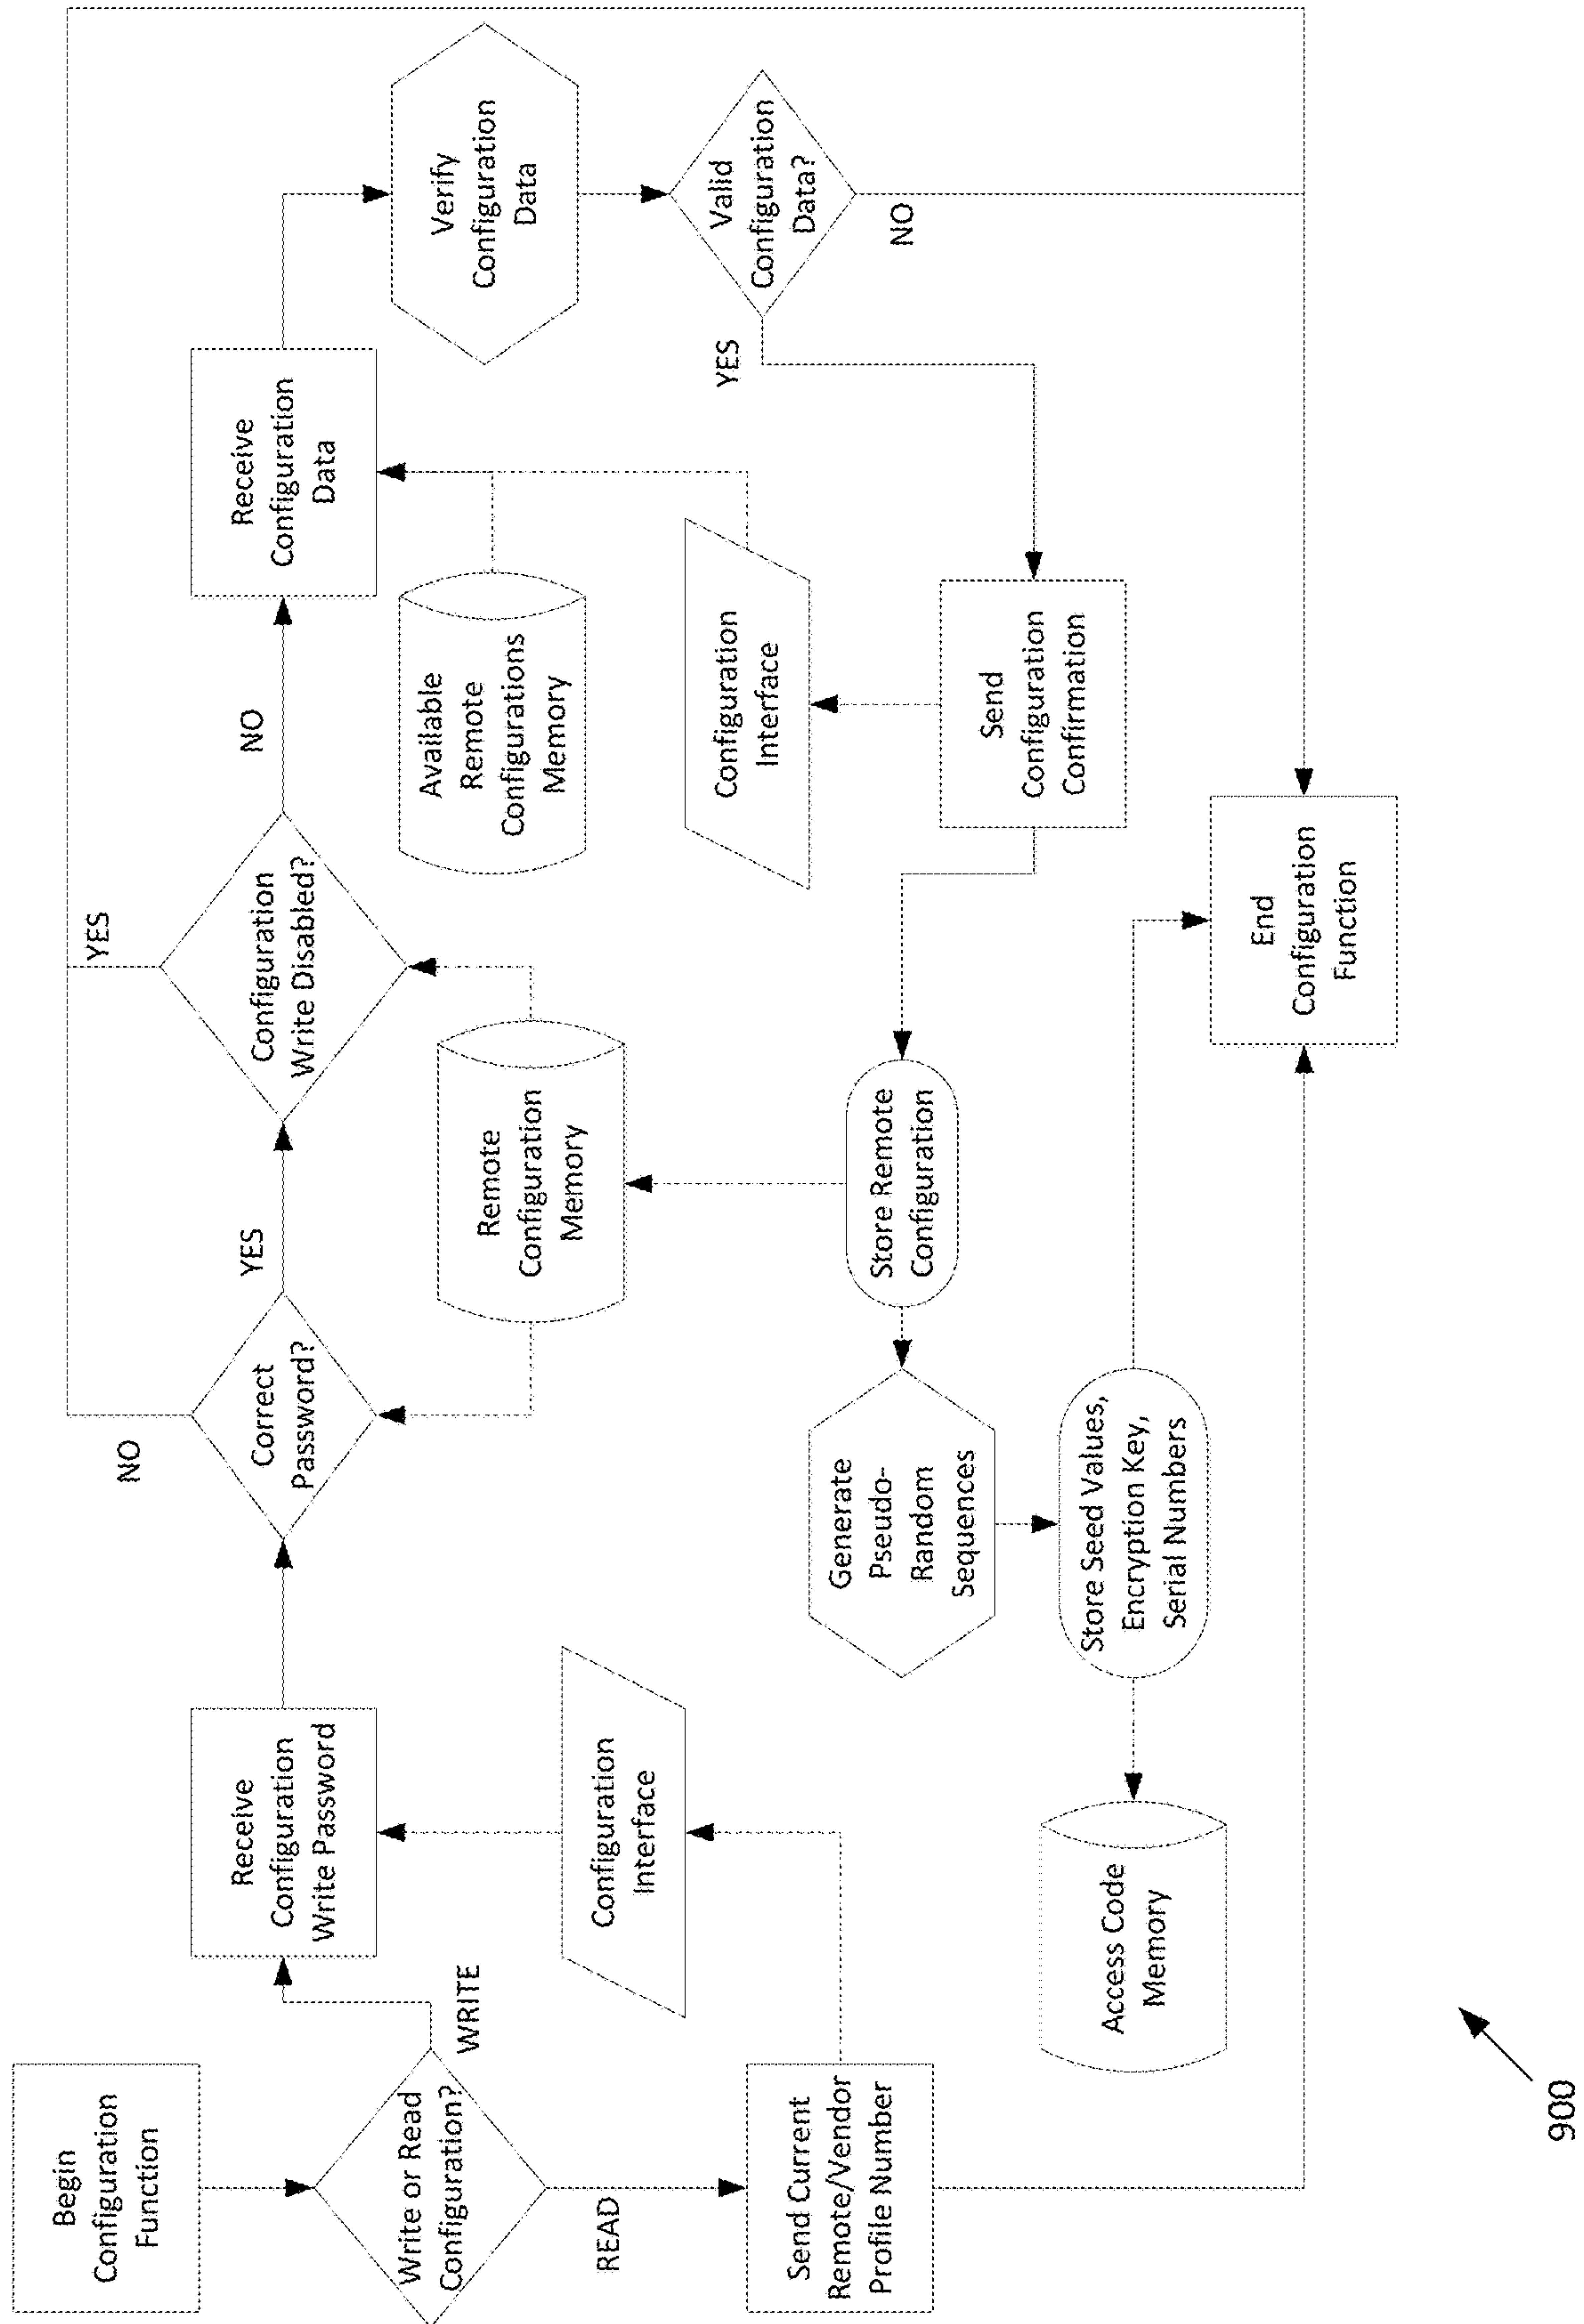 Begin
Configuration
Function
Write or Read
Configuration?
WRITE
READ
Send Current
Remote/Vendor
Profile Number
Receive
Configuration
Write Password
Configuration
Interface
Access Code
Memory
Correct
Password?
NO
YES
Remote
Configuration
Memory
Generate
Pseudo-
Random
Sequences
Store Seed Values,
Encryption Key,
Serial Numbers
Store Remote
Configuration
Configuration
Write Disabled?
YES
NO
Available
Remote
Configurations
Memory
Configuration
Interface
Send
Configuration
Confirmation
End
Configuration
Function
Receive
Configuration
Data
Verify
Configuration
Data
Valid
Configuration
Data?
YES
NO
900